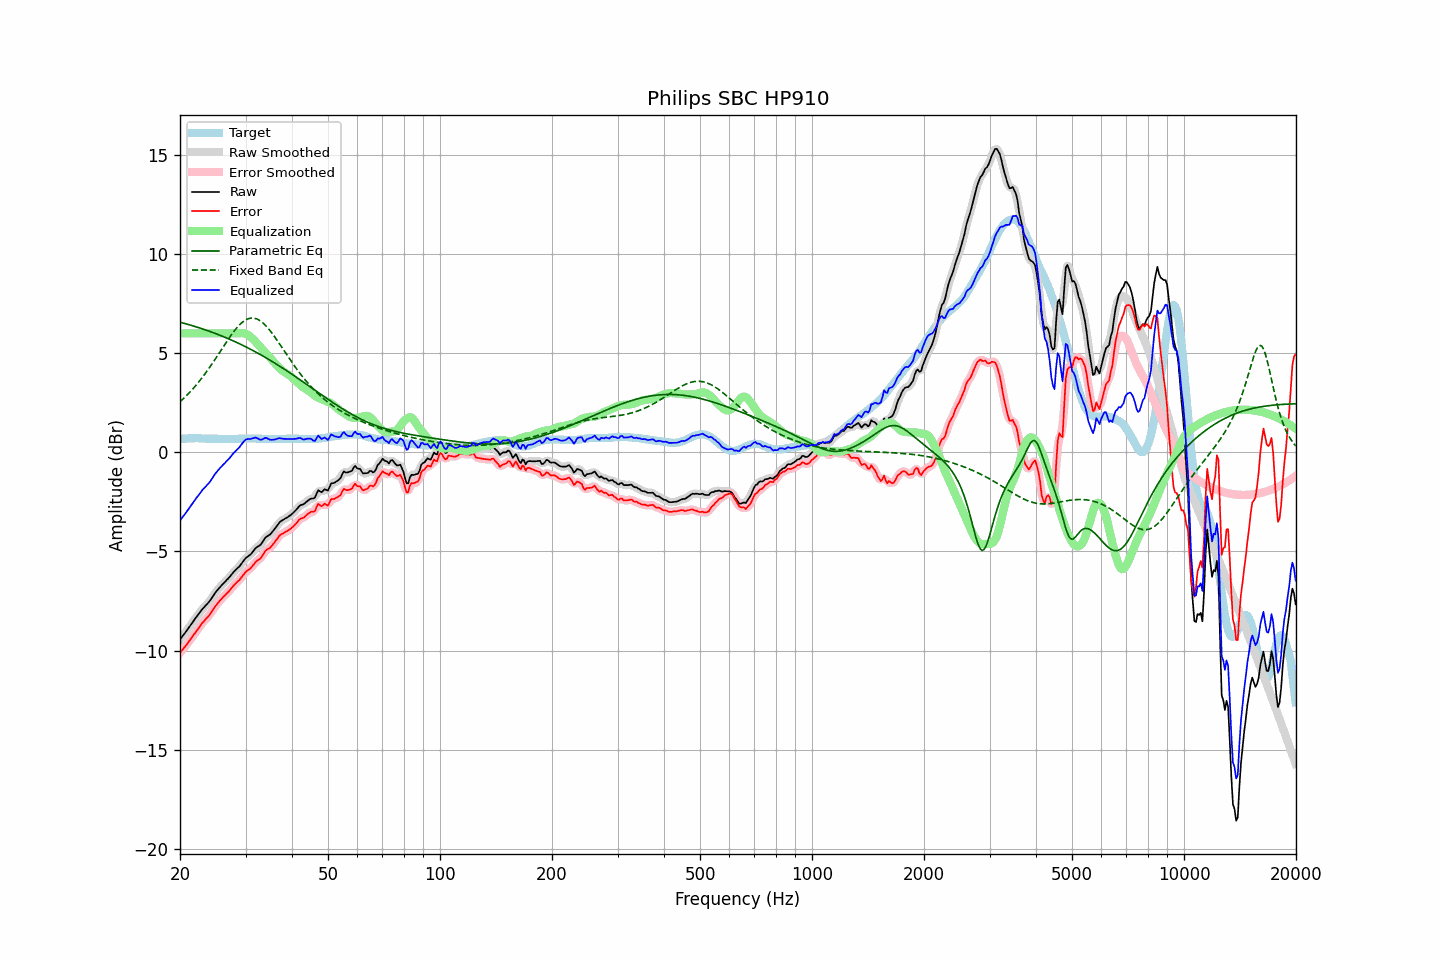 Philips SBC HP910
Target
Raw Smoothed
Error Smoothed
Raw
Error
Equalization
Parametric Eq
Fixed Band Eq
Equalized
15
10
5
0
−5
−10
−15
−20
Amplitude (dBr)
20 50 100 200 500 1000 2000 5000 10000 20000
Frequency (Hz)